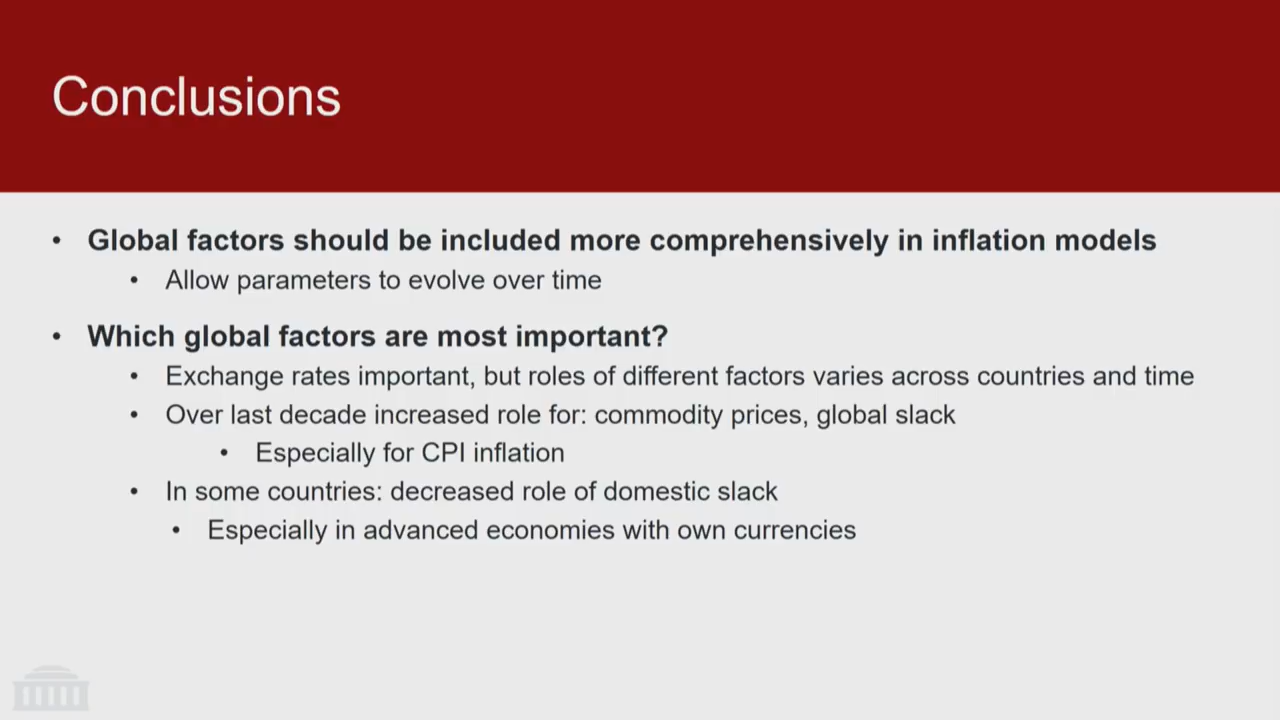 Conclusions
• Global factors should be included more comprehensively in inflation models
• Allow parameters to evolve over time
• Which global factors are most important?
• Exchange rates important, but roles of different factors varies across countries and time
• Over last decade increased role for: commodity prices, global slack
• Especially for CPI inflation
• In some countries: decreased role of domestic slack
• Especially in advanced economies with own currencies